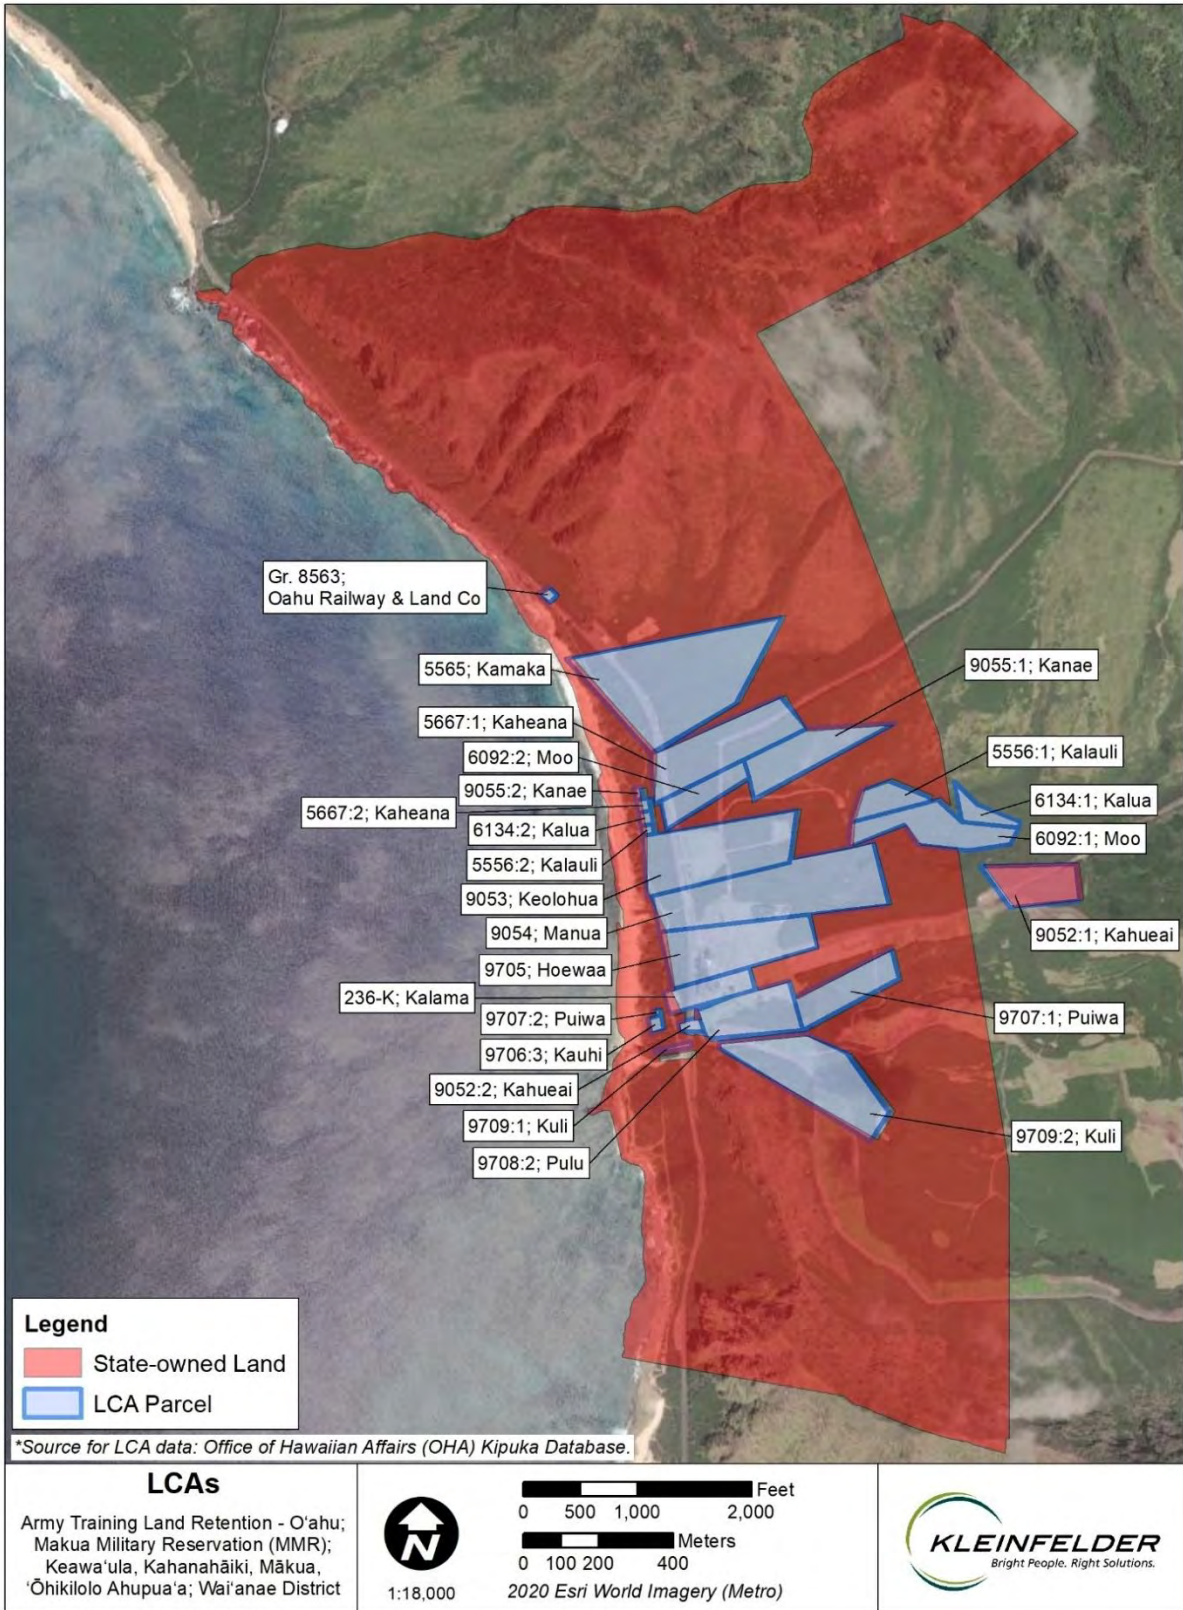 Gr. 8563;
Oahu Railway & Land Co
5565; Kamaka
9055:1; Kanae
5667:1; Kaheana
6092:2; Moo
5556:1; Kalauli
9055:2; Kanae
5667:2; Kaheana
6134:1; Kalua
6134:2; Kalua
6092:1; Moo
5556:2; Kalauli
9053; Keolohua
9054; Manua
9052:1; Kahueai
9705; Hoewaa
236-K; Kalama
9707:2; Puiwa
9707:1; Puiwa
9706:3; Kauhi
9052:2; Kahueai
9709:1; Kuli
9709:2; Kuli
9708:2; Pulu
Legend
State-owned Land
LCA Parcel
*Source for LCA data: Office of Hawaiian Affairs (OHA) Kipuka Database.
LCAs
Army Training Land Retention - Oʻahu;
Makua Military Reservation (MMR);
Keawaʻula, Kahanahāiki, Mākua,
ʻŌhikilolo Ahupuaʻa; Waiʻanae District
N
1:18,000
Feet
0 500 1,000 2,000
Meters
0 100 200 400
2020 Esri World Imagery (Metro)
KLEINFELDER
Bright People. Right Solutions.